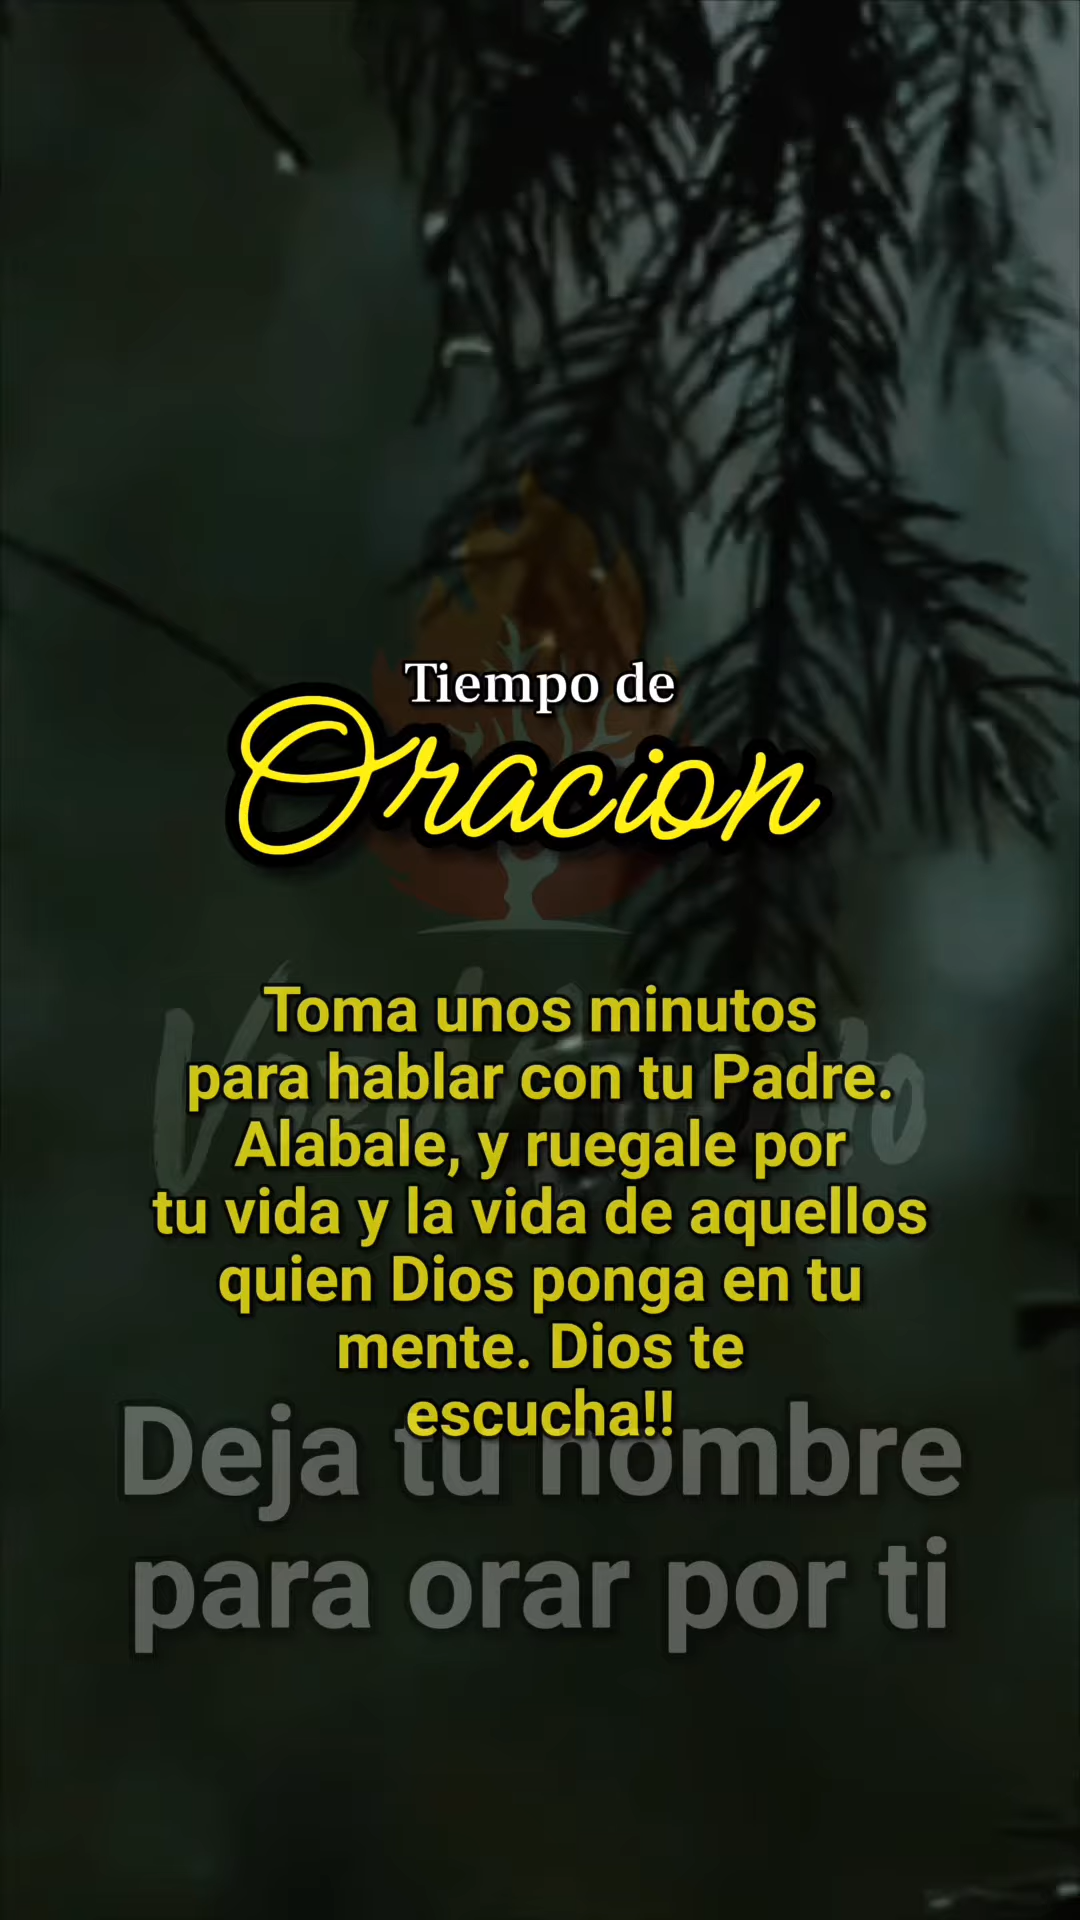 Tiempo de
Oracion
Toma unos minutos
para hablar con tu Padre.
Alabale, y ruegale por
tu vida y la vida de aquellos
quien Dios ponga en tu
mente. Dios te
escucha!!
Deja tu nombre
para orar por ti